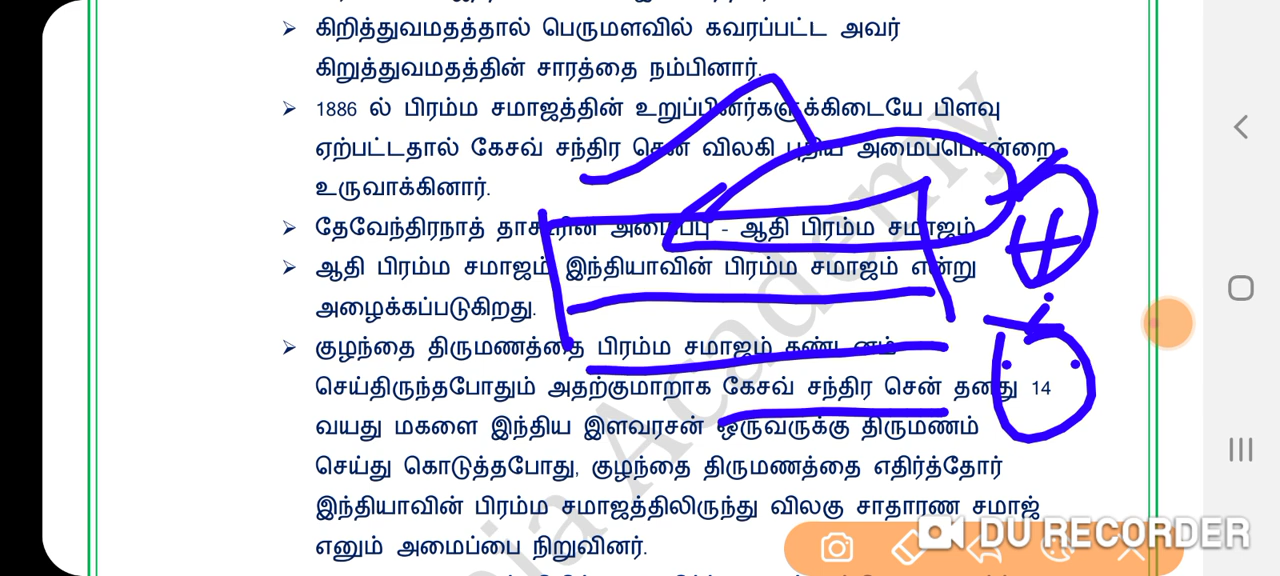 கிறித்துவமதத்தால் பெருமளவில் கவரப்பட்ட அவர்
கிறுத்துவமதத்தின் சாரத்தை நம்பினார்.
1886 ல் பிரம்ம சமாஜத்தின் உறுப்பினர்களுக்கிடையே பிளவு
ஏற்பட்டதால் கேசவ் சந்திர சென் விலகி புதிய அமைப்பொன்றை
உருவாக்கினார்.
தேவேந்திரநாத் தாகூரின் அமைப்பு - ஆதி பிரம்ம சமாஜம்
ஆதி பிரம்ம சமாஜம் இந்தியாவின் பிரம்ம சமாஜம் என்று
அழைக்கப்படுகிறது.
குழந்தை திருமணத்தை பிரம்ம சமாஜம் கண்டனம்
செய்திருந்தபோதும் அதற்குமாறாக கேசவ் சந்திர சென் தனது 14
வயது மகளை இந்திய இளவரசன் ஒருவருக்கு திருமணம்
செய்து கொடுத்தபோது, குழந்தை திருமணத்தை எதிர்த்தோர்
இந்தியாவின் பிரம்ம சமாஜத்திலிருந்து விலகு சாதாரண சமாஜ்
எனும் அமைப்பை நிறுவினர்.
Academy
DU RECORDER